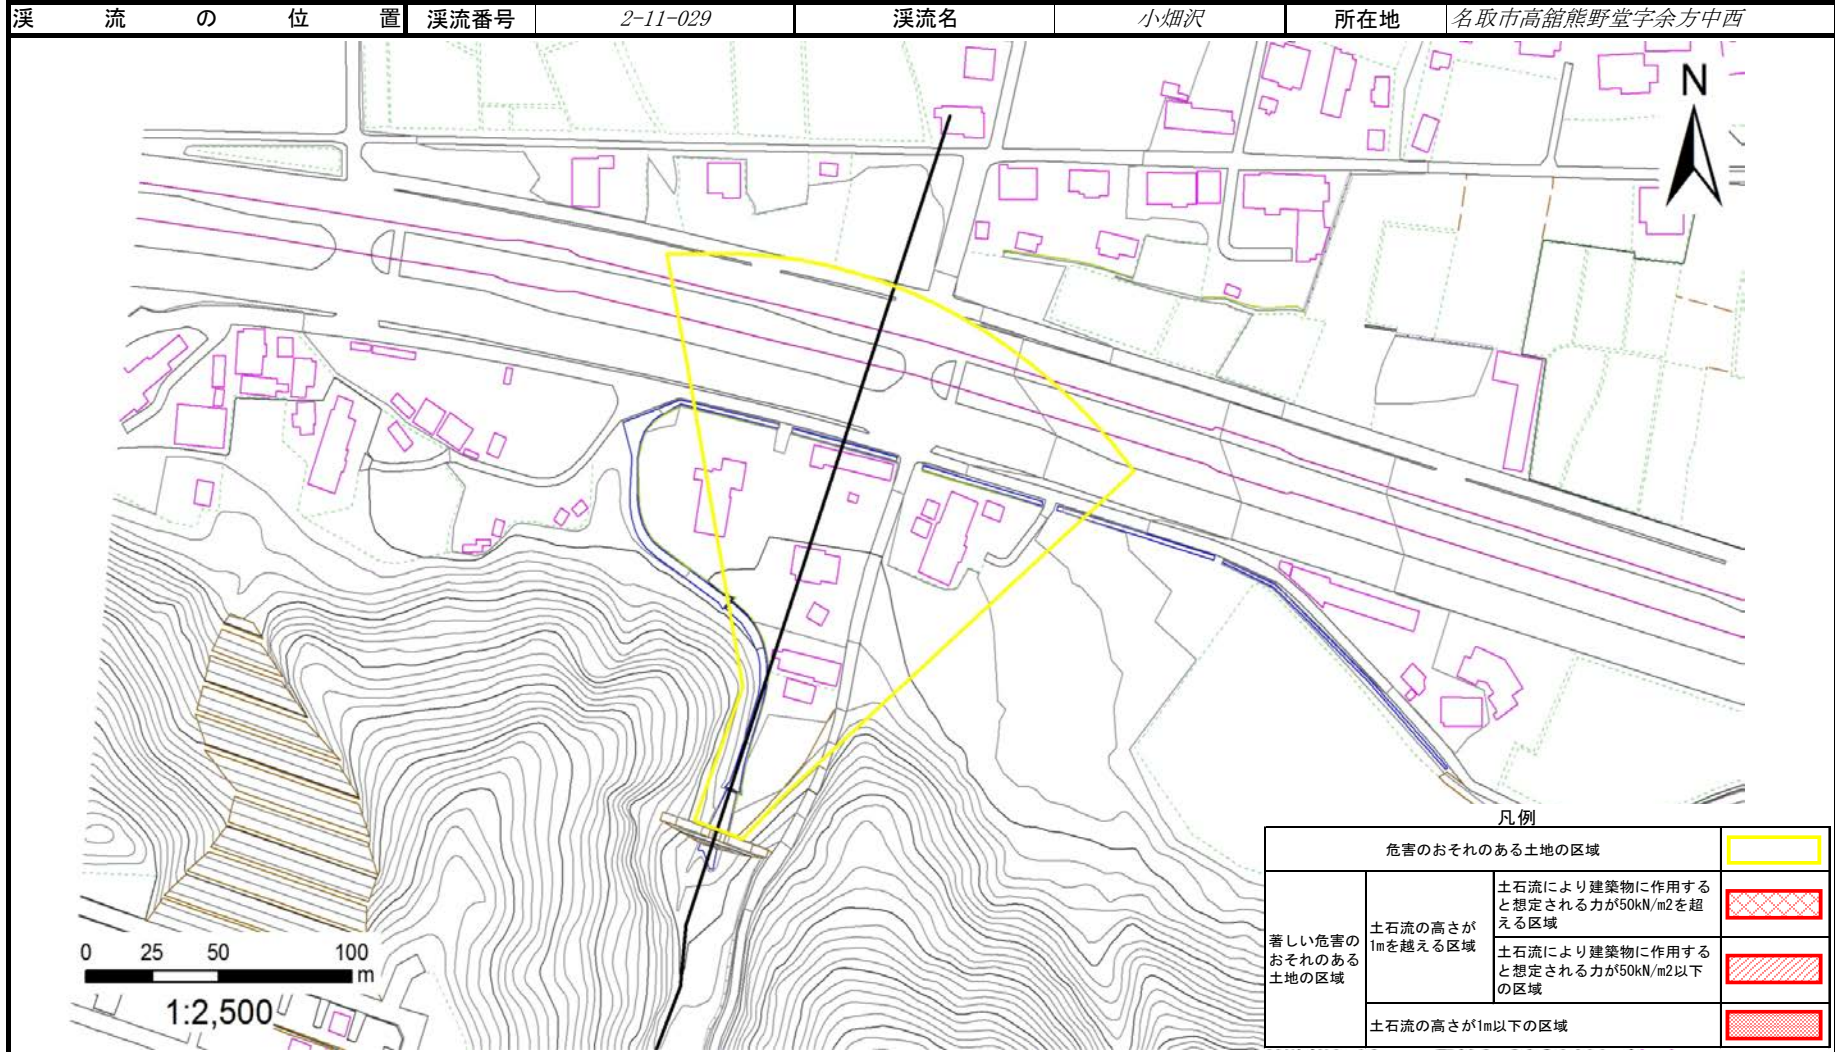 渓流の位置 渓流番号 2-11-029 渓流名 小畑沢 所在地 名取市高舘熊野堂字余方中西
N
0 25 50 100
m
1:2,500
凡例
危害のおそれのある土地の区域
著しい危害の
おそれのある
土地の区域
土石流の高さが
1mを越える区域
土石流により建築物に作用する
と想定される力が50kN/m2を超
える区域
土石流により建築物に作用する
と想定される力が50kN/m2以下
の区域
土石流の高さが1m以下の区域